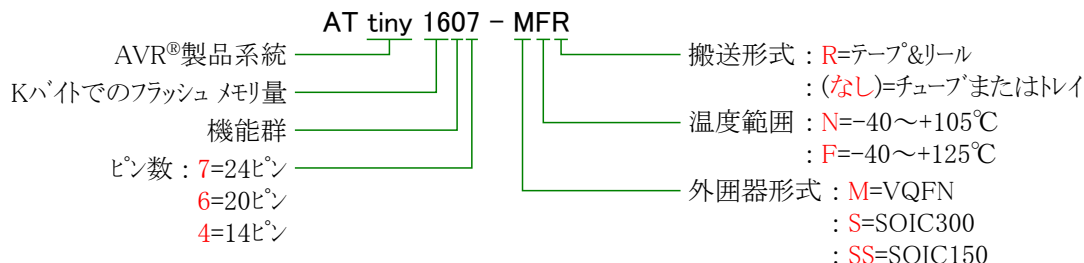 AT tiny 1607 - MFR
AVR®製品系統
Kバイトでのフラッシュ メモリ量
機能群
ピン数 : 7=24ピン
6=20ピン
4=14ピン
搬送形式 : R=テープ&リール
: (なし)=チューブまたはトレイ
温度範囲 : N=-40～+105℃
: F=-40～+125℃
外囲器形式 : M=VQFN
: S=SOIC300
: SS=SOIC150